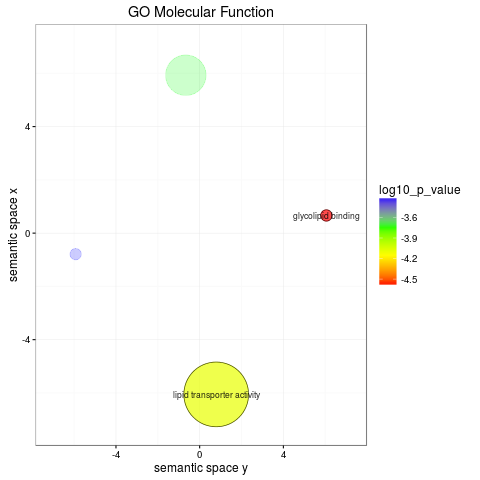 GO Molecular Function
4
glycolipid binding
0
-4
lipid transporter activity
-4
0
4
semantic space y
semantic space x
log10_p_value
-3.6
-3.9
-4.2
-4.5